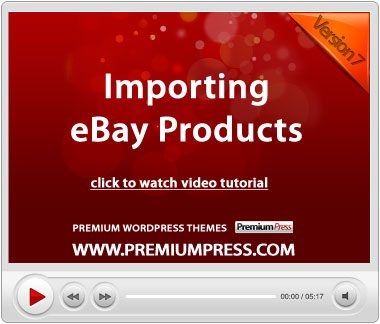 Version 7
Importing
eBay Products
click to watch video tutorial
PREMIUM WORDPRESS THEMES PremiumPress
WWW.PREMIUMPRESS.COM
00:00 / 05:17